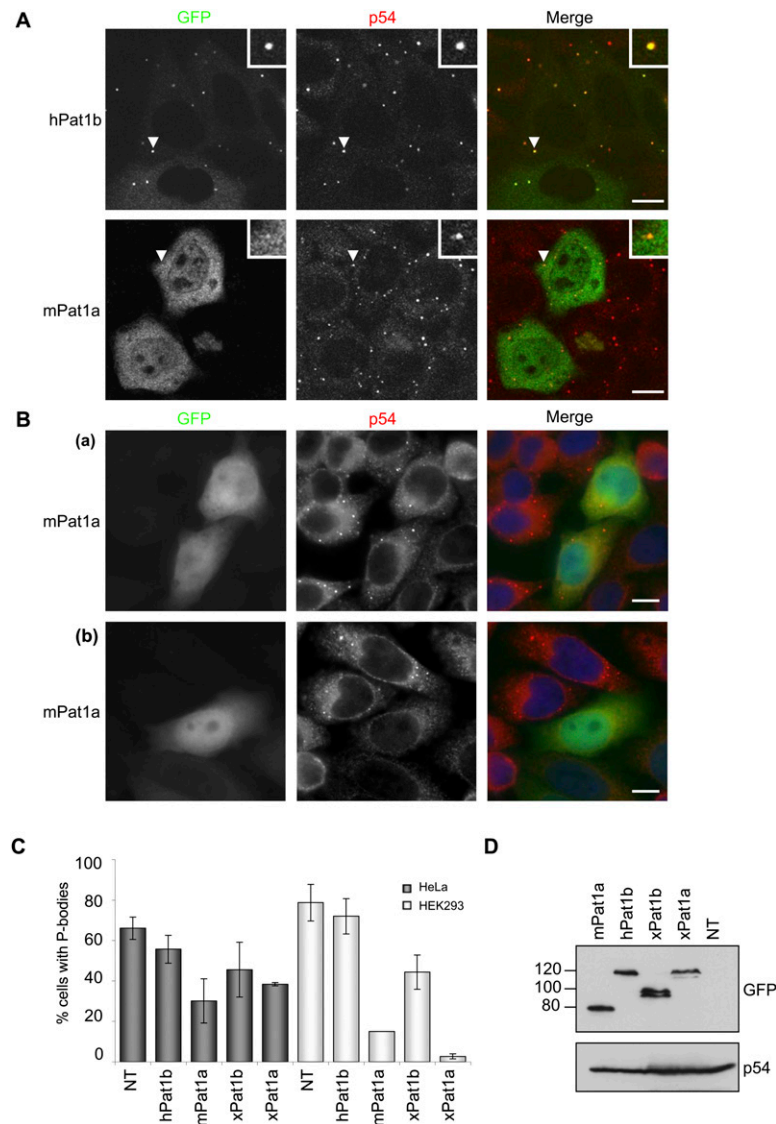 A
GFP
p54
Merge
hPat1b
mPat1a
B
GFP
p54
Merge
(a)
mPat1a
(b)
mPat1a
C
% cells with P-bodies
100
80
60
40
20
0
HeLa
HEK293
NT
hPat1b
mPat1a
xPat1b
xPat1a
NT
hPat1b
mPat1a
xPat1b
xPat1a
D
mPat1a
hPat1b
xPat1b
xPat1a
NT
120
100
80
GFP
p54